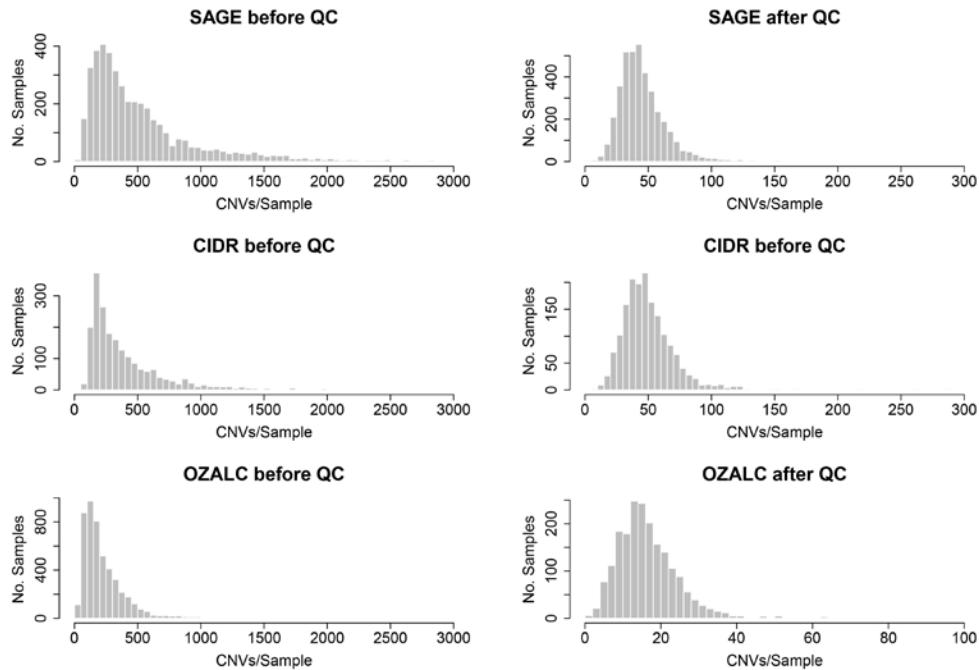 SAGE before QC
No. Samples
400
200
0
0 500 1000 1500 2000 2500 3000
CNVs/Sample
SAGE after QC
No. Samples
400
200
0
0 50 100 150 200 250 300
CNVs/Sample
CIDR before QC
No. Samples
300
100
0
0 500 1000 1500 2000 2500 3000
CNVs/Sample
CIDR before QC
No. Samples
150
50
0
0 50 100 150 200 250 300
CNVs/Sample
OZALC before QC
No. Samples
800
400
0
0 500 1000 1500 2000 2500 3000
CNVs/Sample
OZALC after QC
No. Samples
200
100
0
0 20 40 60 80 100
CNVs/Sample